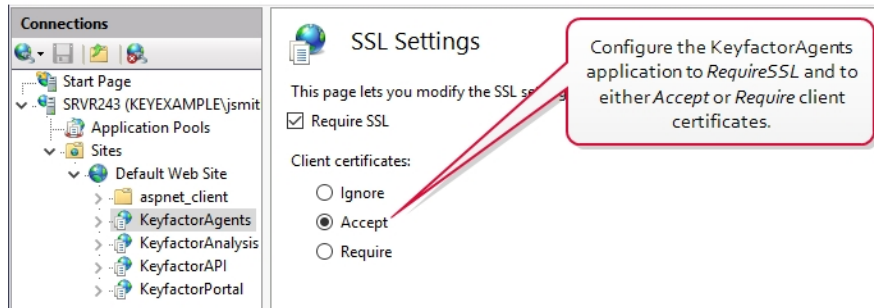 Connections
Start Page
SRVR243 (KEYEXAMPLE\jsmit
Application Pools
Sites
Default Web Site
aspnet_client
KeyfactorAgents
KeyfactorAnalysis
KeyfactorAPI
KeyfactorPortal
SSL Settings
This page lets you modify the SSL
Require SSL
Client certificates:
Ignore
Accept
Require
Configure the KeyfactorAgents
application to RequireSSL and to
either Accept or Require client
certificates.